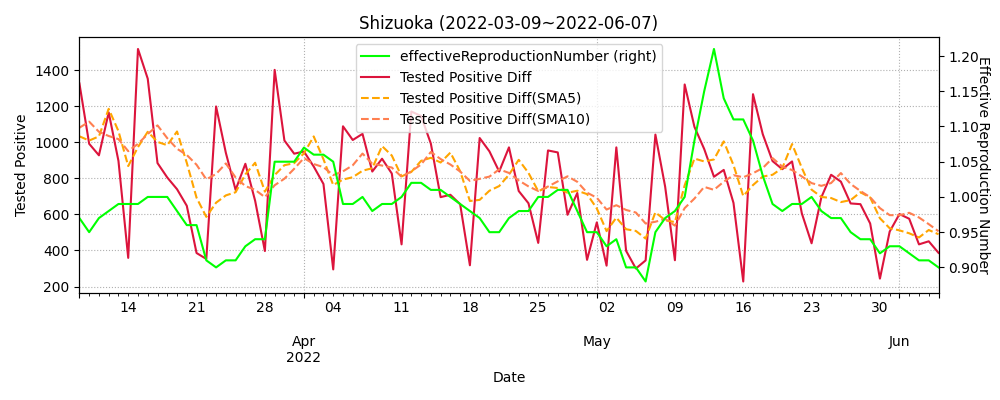 Shizuoka (2022-03-09~2022-06-07)
effectiveReproductionNumber (right)
Tested Positive Diff
Tested Positive Diff(SMA5)
Tested Positive Diff(SMA10)
Tested Positive
1400
1200
1000
800
600
400
200
Effective Reproduction Number
1.20
1.15
1.10
1.05
1.00
0.95
0.90
14 21 28 04 11 18 25 02 09 16 23 30
Apr May Jun
2022
Date